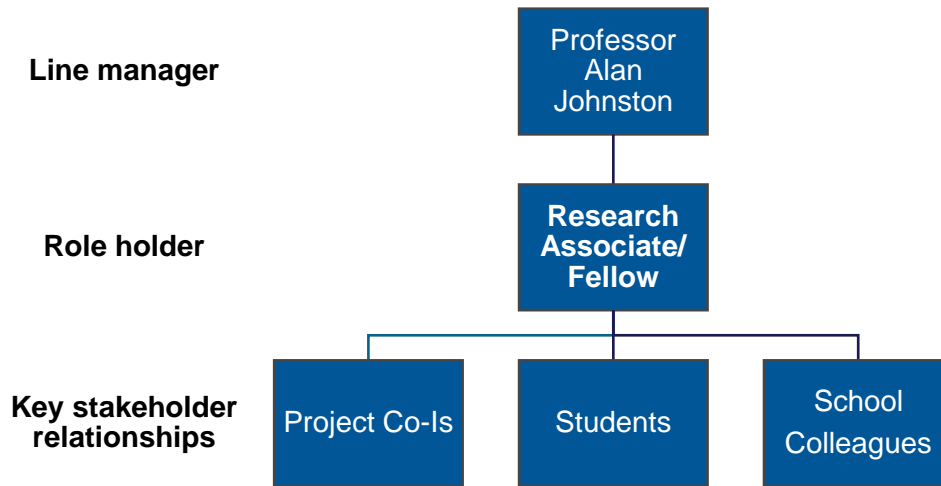 Line manager
Professor
Alan
Johnston
Role holder
Research
Associate/
Fellow
Key stakeholder
relationships
Project Co-Is
Students
School
Colleagues